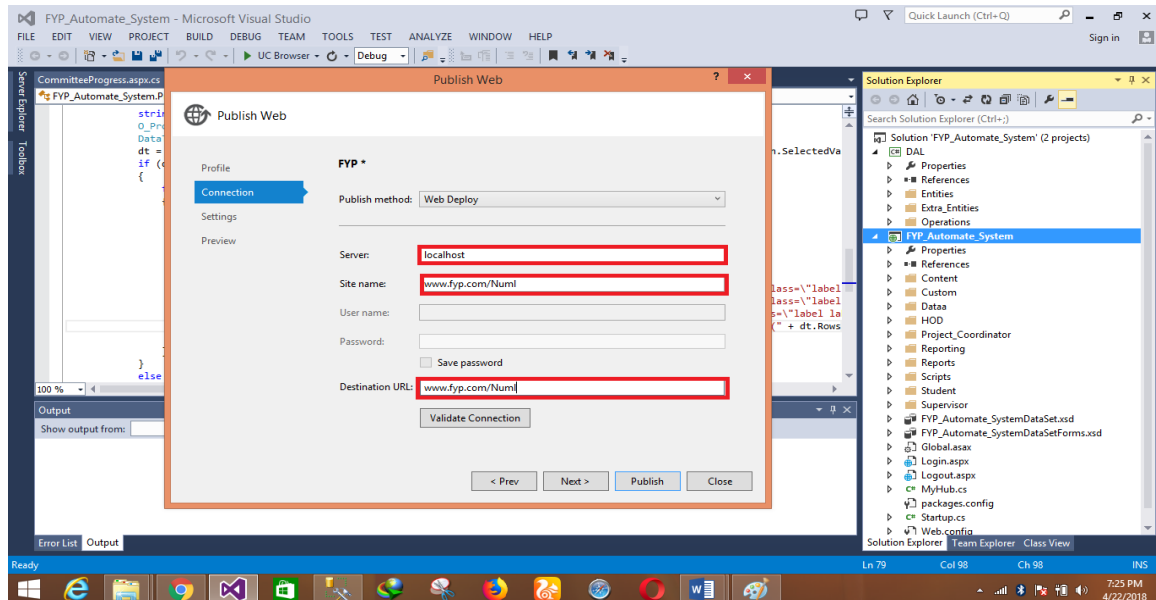 FYP_Automate_System - Microsoft Visual Studio
Quick Launch (Ctrl+Q)
FILE EDIT VIEW PROJECT BUILD DEBUG TEAM TOOLS TEST ANALYZE WINDOW HELP
Sign in
UC Browser
Debug
Server Explorer
Toolbox
CommitteeProgress.aspx.cs
FYP_Automate_System.P
strin
O_Pro
Data
dt =
if (
{
}
else
n.SelectedVa
lass=\"label
lass=\"label
s=\"label la
(" + dt.Rows
100 %
Publish Web
?
Publish Web
Profile
Connection
Settings
Preview
FYP *
Publish method: Web Deploy
Server: localhost
Site name: www.fyp.com/Numl
User name:
Password:
Save password
Destination URL: www.fyp.com/Numl
Validate Connection
< Prev
Next >
Publish
Close
Output
Show output from:
Error List
Output
Solution Explorer
Search Solution Explorer (Ctrl+;)
Solution 'FYP_Automate_System' (2 projects)
C# DAL
Properties
References
Entities
Extra_Entities
Operations
FYP_Automate_System
Properties
References
Content
Custom
Dataa
HOD
Project_Coordinator
Reporting
Reports
Scripts
Student
Supervisor
FYP_Automate_SystemDataSet.xsd
FYP_Automate_SystemDataSetForms.xsd
Global.asax
Login.aspx
Logout.aspx
C# MyHub.cs
packages.config
C# Startup.cs
Web.config
Solution Explorer
Team Explorer
Class View
Ready
Ln 79
Col 98
Ch 98
INS
7:25 PM
4/22/2018